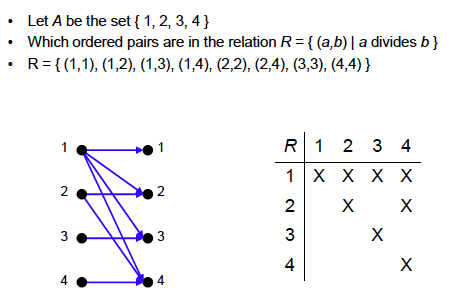 • Let A be the set { 1, 2, 3, 4 }
• Which ordered pairs are in the relation R = { (a,b) | a divides b }
• R = { (1,1), (1,2), (1,3), (1,4), (2,2), (2,4), (3,3), (4,4) }
1 1
2 2
3 3
4 4
R 1 2 3 4
1 X X X X
2 X X
3 X
4 X